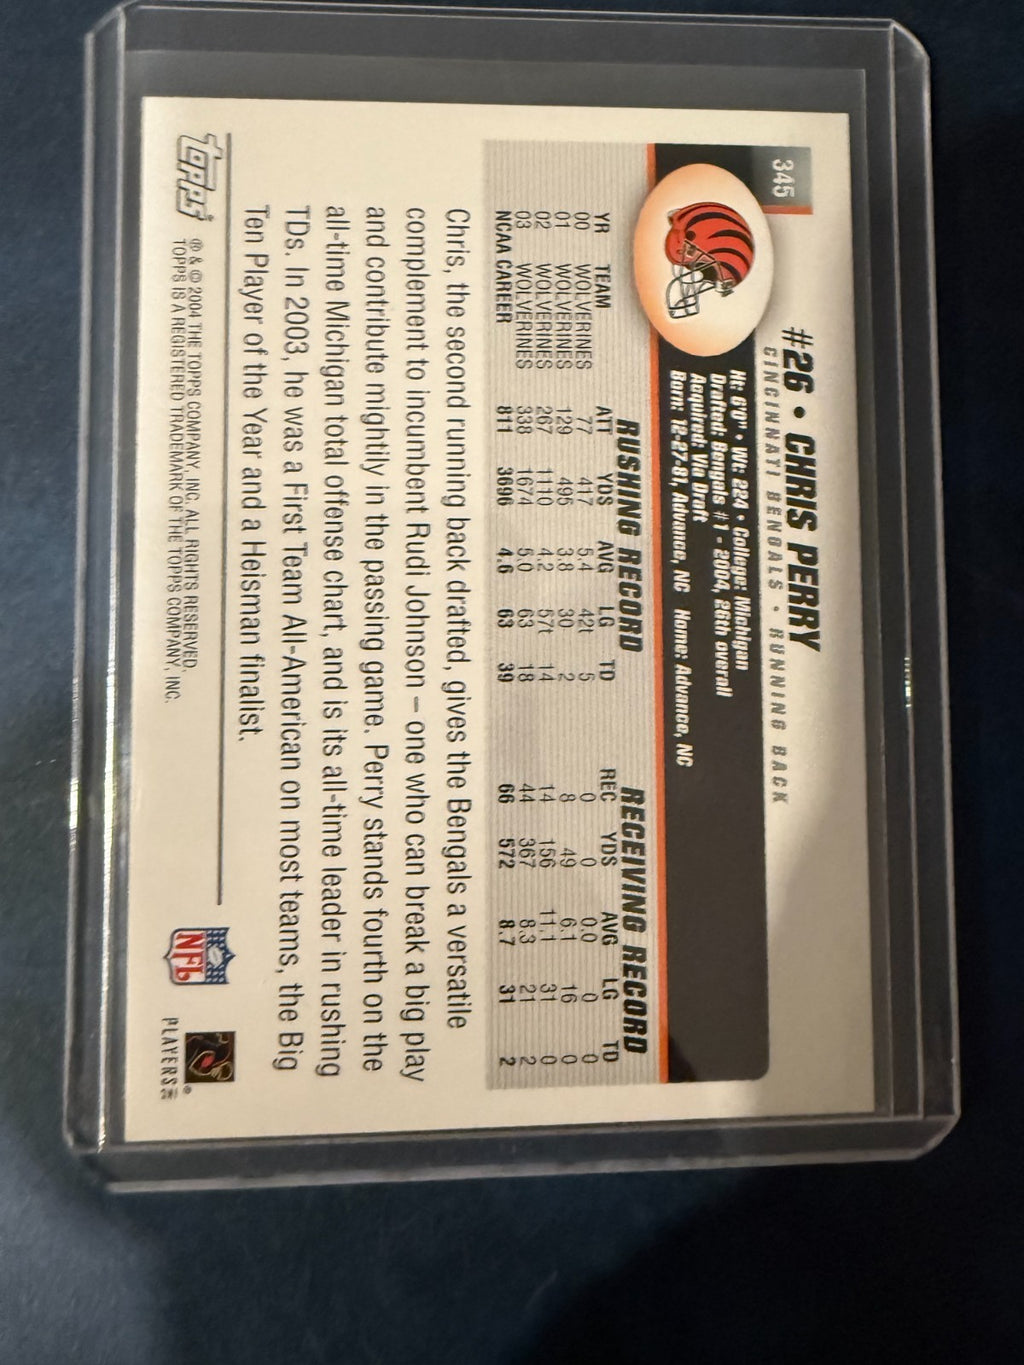 345
#26 • CHRIS PERRY
CINCINNATI BENGALS • RUNNING BACK
Ht: 6'0" • Wt: 224 • College: Michigan
Drafted: Bengals #1 - 2004, 26th overall
Acquired: Via Draft
Born: 12-27-81, Advance, NC Home: Advance, NC
RUSHING RECORD RECEIVING RECORD
YR TEAM ATT YDS AVG LG TD REC YDS AVG LG TD
00 WOLVERINES 77 417 5.4 42t 5 0 0 0.0 0 0
01 WOLVERINES 129 495 3.8 30 2 8 49 6.1 16 0
02 WOLVERINES 267 1110 4.2 57t 14 14 156 11.1 31 0
03 WOLVERINES 338 1674 5.0 63 18 44 367 8.3 21 2
NCAA CAREER 811 3696 4.6 63 39 66 572 8.7 31 2
Chris, the second running back drafted, gives the Bengals a versatile
complement to incumbent Rudi Johnson – one who can break a big play
and contribute mightily in the passing game. Perry stands fourth on the
all-time Michigan total offense chart, and is its all-time leader in rushing
TDs. In 2003, he was a First Team All-American on most teams, the Big
Ten Player of the Year and a Heisman finalist.
topps
® & © 2004 THE TOPPS COMPANY, INC. ALL RIGHTS RESERVED.
TOPPS IS A REGISTERED TRADEMARK OF THE TOPPS COMPANY, INC.
NFL
PLAYERS INC